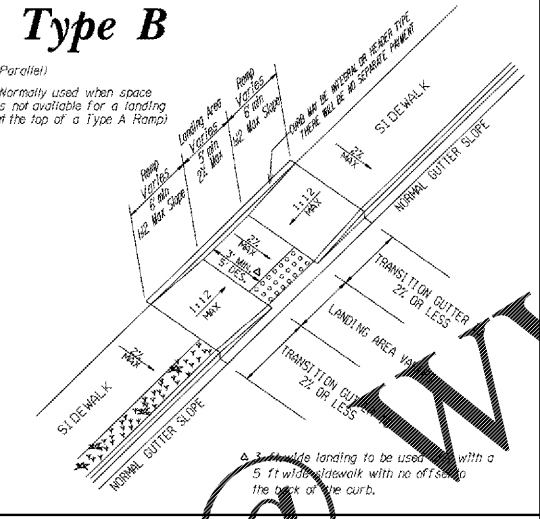 Type B
Parallel)
Normally used when space
s not available for a landing
t the top of a Type A Ramp)
Ramp
Varies
6' min
1:12 Max Slope
Landing Area
Varies
5' min
2% Max
Ramp
Varies
6' min
1:12 Max Slope
CURB MAY BE INTEGRAL OR HEADER TYPE
THERE WILL BE NO SEPARATE PAYMENT
SIDEWALK
2%
MAX
NORMAL GUTTER SLOPE
1:12
MAX
2%
MAX
3' MIN. Δ
5' DES.
1:12
MAX
TRANSITION GUTTER
2% OR LESS
LANDING AREA VA
TRANSITION GUTTER
2% OR LESS
2%
MAX
SIDEWALK
NORMAL GUTTER SLOPE
W
Δ 3 ft wide landing to be used with a
5 ft wide sidewalk with no offset to
the back of the curb.